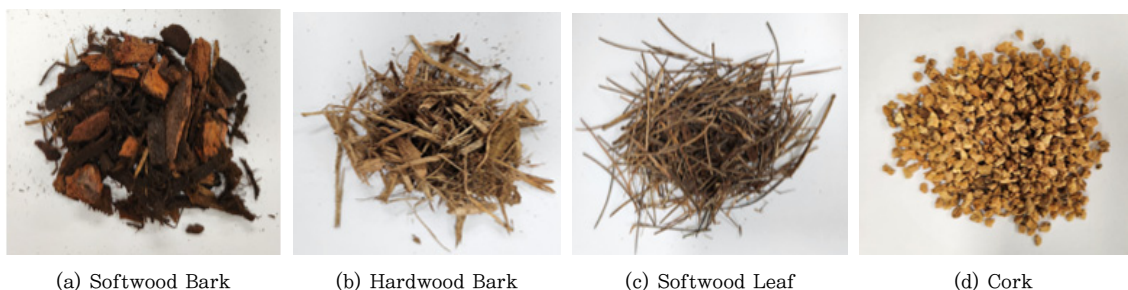 (a) Softwood Bark
(b) Hardwood Bark
(c) Softwood Leaf
(d) Cork